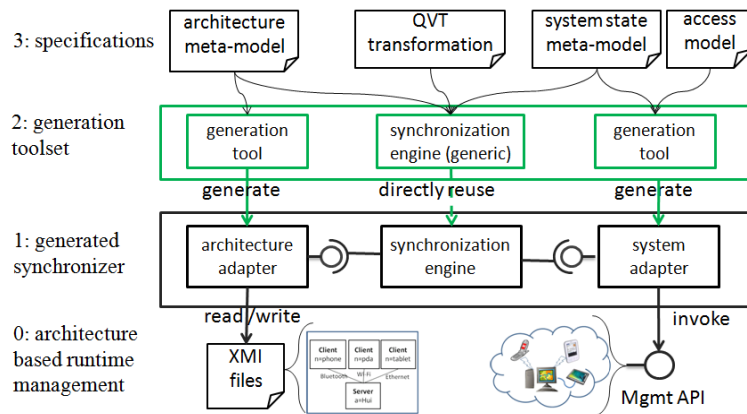 3: specifications
architecture
meta-model
QVT
transformation
system state
meta-model
access
model
2: generation
toolset
generation
tool
synchronization
engine (generic)
generation
tool
generate
directly reuse
generate
1: generated
synchronizer
architecture
adapter
synchronization
engine
system
adapter
read /write
invoke
0: architecture
based runtime
management
XMI
files
Client
n=phone
Client
n=pda
Client
n=tablet
Bluetooth
Wi-Fi
Ethernet
Server
a=Hui
Mgmt API